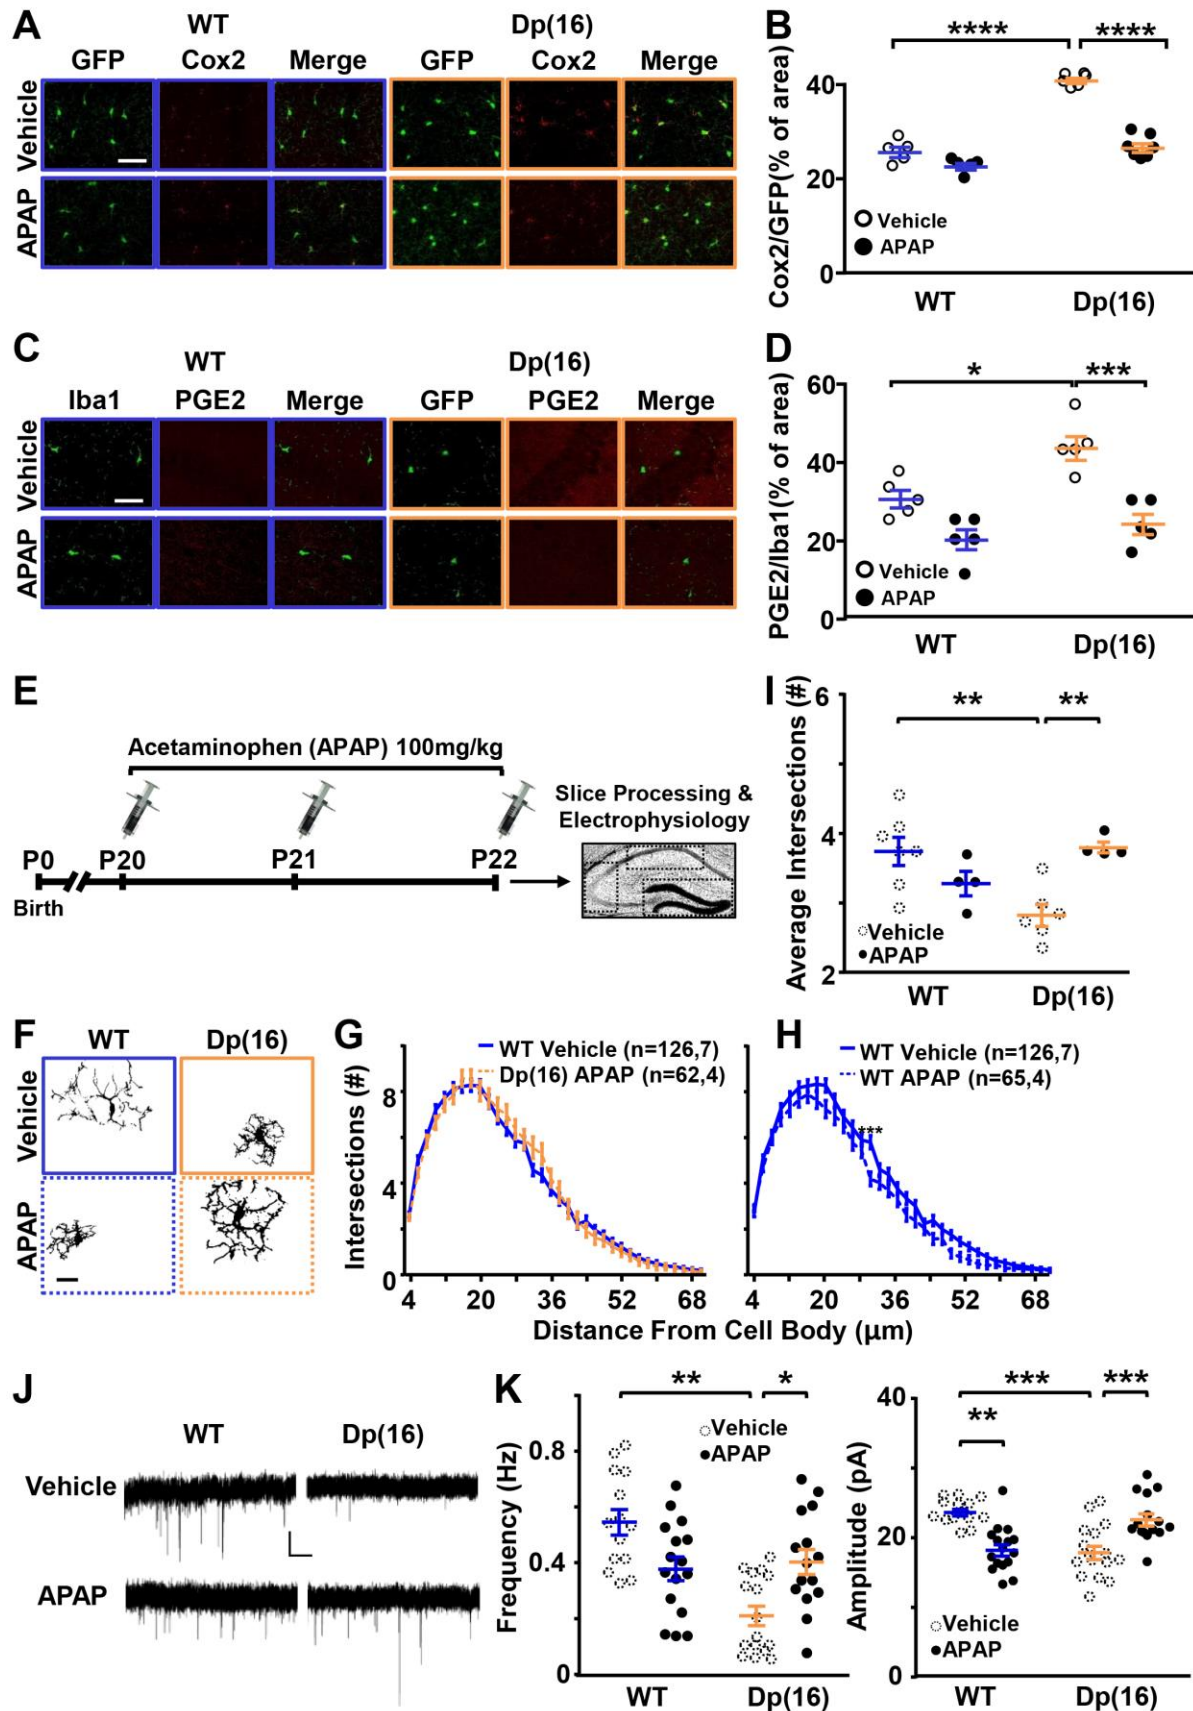 A
WT
Dp(16)
GFP Cox2 Merge GFP Cox2 Merge
Vehicle
APAP
B
**** ****
Cox2/GFP(% of area)
40
20
0
Vehicle
APAP
WT Dp(16)
C
WT
Dp(16)
Iba1 PGE2 Merge GFP PGE2 Merge
Vehicle
APAP
D
* ***
PGE2/Iba1(% of area)
60
40
20
0
Vehicle
APAP
WT Dp(16)
E
Acetaminophen (APAP) 100mg/kg
Slice Processing &
Electrophysiology
P0 P20 P21 P22
Birth
I
** **
Average Intersections (#)
6
4
2
Vehicle
APAP
WT Dp(16)
F
WT Dp(16)
Vehicle
APAP
G
WT Vehicle (n=126,7)
Dp(16) APAP (n=62,4)
Intersections (#)
8
4
0
4 20 36 52 68
H
WT Vehicle (n=126,7)
WT APAP (n=65,4)
***
4 20 36 52 68
Distance From Cell Body (µm)
J
WT Dp(16)
Vehicle
APAP
K
** *
Vehicle
APAP
Frequency (Hz)
0.8
0.4
0
WT Dp(16)
*** ***
**
Amplitude (pA)
40
20
0
Vehicle
APAP
WT Dp(16)